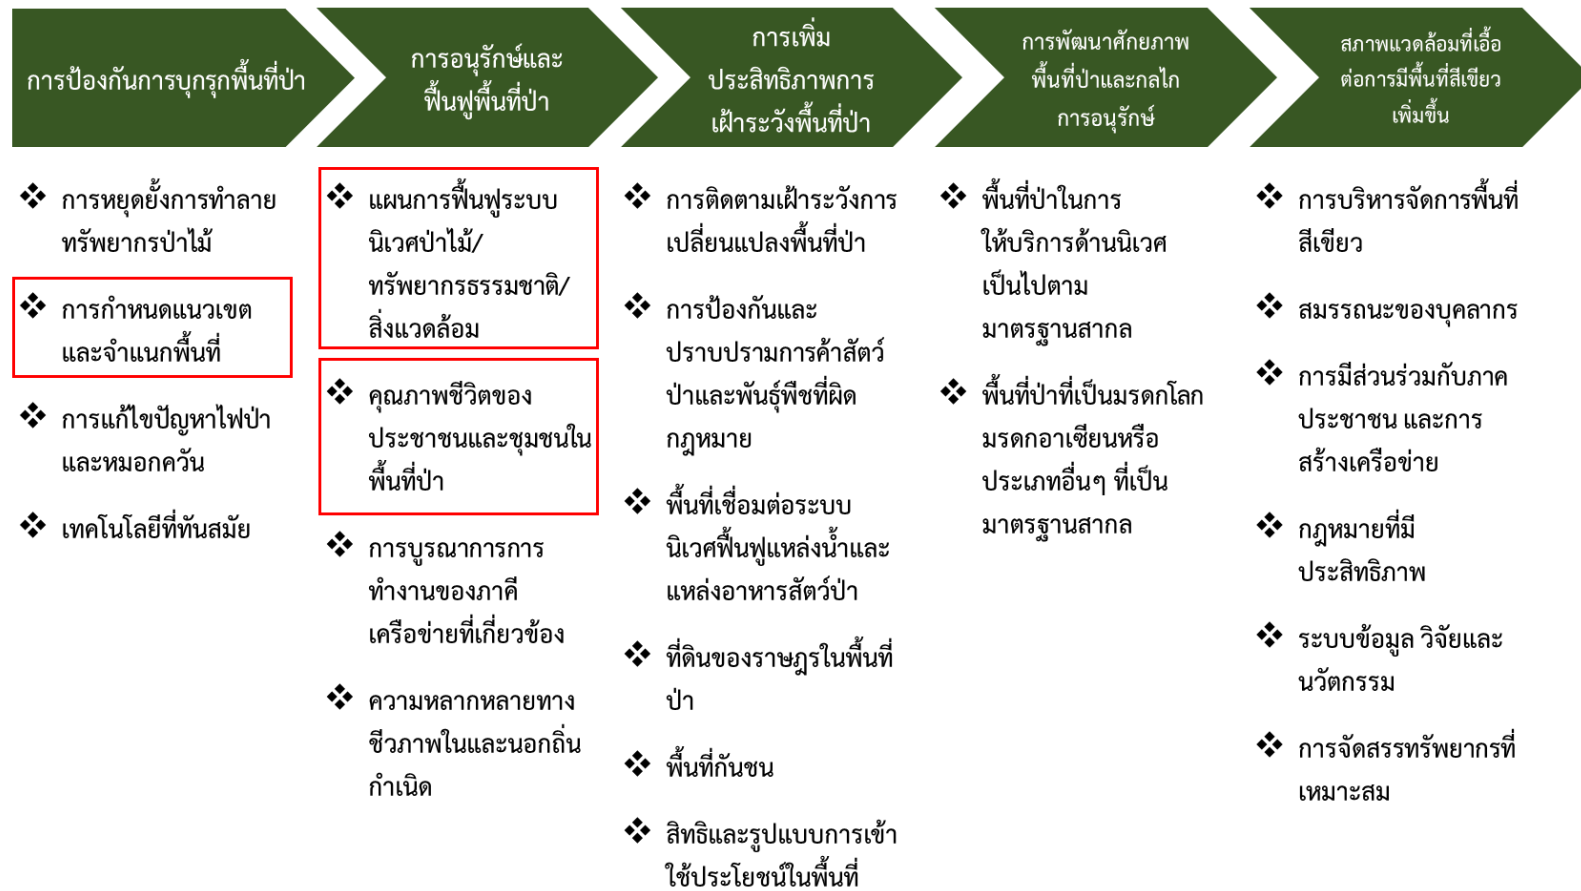 การป้องกันการบุกรุกพื้นที่ป่า
การอนุรักษ์และ
ฟื้นฟูพื้นที่ป่า
การเพิ่ม
ประสิทธิภาพการ
เฝ้าระวังพื้นที่ป่า
การพัฒนาศักยภาพ
พื้นที่ป่าและกลไก
การอนุรักษ์
สภาพแวดล้อมที่เอื้อ
ต่อการมีพื้นที่สีเขียว
เพิ่มขึ้น
การหยุดยั้งการทำลาย
ทรัพยากรป่าไม้
การกำหนดแนวเขต
และจำแนกพื้นที่
การแก้ไขปัญหาไฟป่า
และหมอกควัน
เทคโนโลยีที่ทันสมัย
แผนการฟื้นฟูระบบ
นิเวศป่าไม้/
ทรัพยากรธรรมชาติ/
สิ่งแวดล้อม
คุณภาพชีวิตของ
ประชาชนและชุมชนใน
พื้นที่ป่า
การบูรณาการการ
ทำงานของภาคี
เครือข่ายที่เกี่ยวข้อง
ความหลากหลายทาง
ชีวภาพในและนอกถิ่น
กำเนิด
การติดตามเฝ้าระวังการ
เปลี่ยนแปลงพื้นที่ป่า
การป้องกันและ
ปราบปรามการค้าสัตว์
ป่าและพันธุ์พืชที่ผิด
กฎหมาย
พื้นที่เชื่อมต่อระบบ
นิเวศฟื้นฟูแหล่งน้ำและ
แหล่งอาหารสัตว์ป่า
ที่ดินของราษฎรในพื้นที่
ป่า
พื้นที่กันชน
สิทธิและรูปแบบการเข้า
ใช้ประโยชน์ในพื้นที่
พื้นที่ป่าในการ
ให้บริการด้านนิเวศ
เป็นไปตาม
มาตรฐานสากล
พื้นที่ป่าที่เป็นมรดกโลก
มรดกอาเซียนหรือ
ประเภทอื่นๆ ที่เป็น
มาตรฐานสากล
การบริหารจัดการพื้นที่
สีเขียว
สมรรถนะของบุคลากร
การมีส่วนร่วมกับภาค
ประชาชน และการ
สร้างเครือข่าย
กฎหมายที่มี
ประสิทธิภาพ
ระบบข้อมูล วิจัยและ
นวัตกรรม
การจัดสรรทรัพยากรที่
เหมาะสม